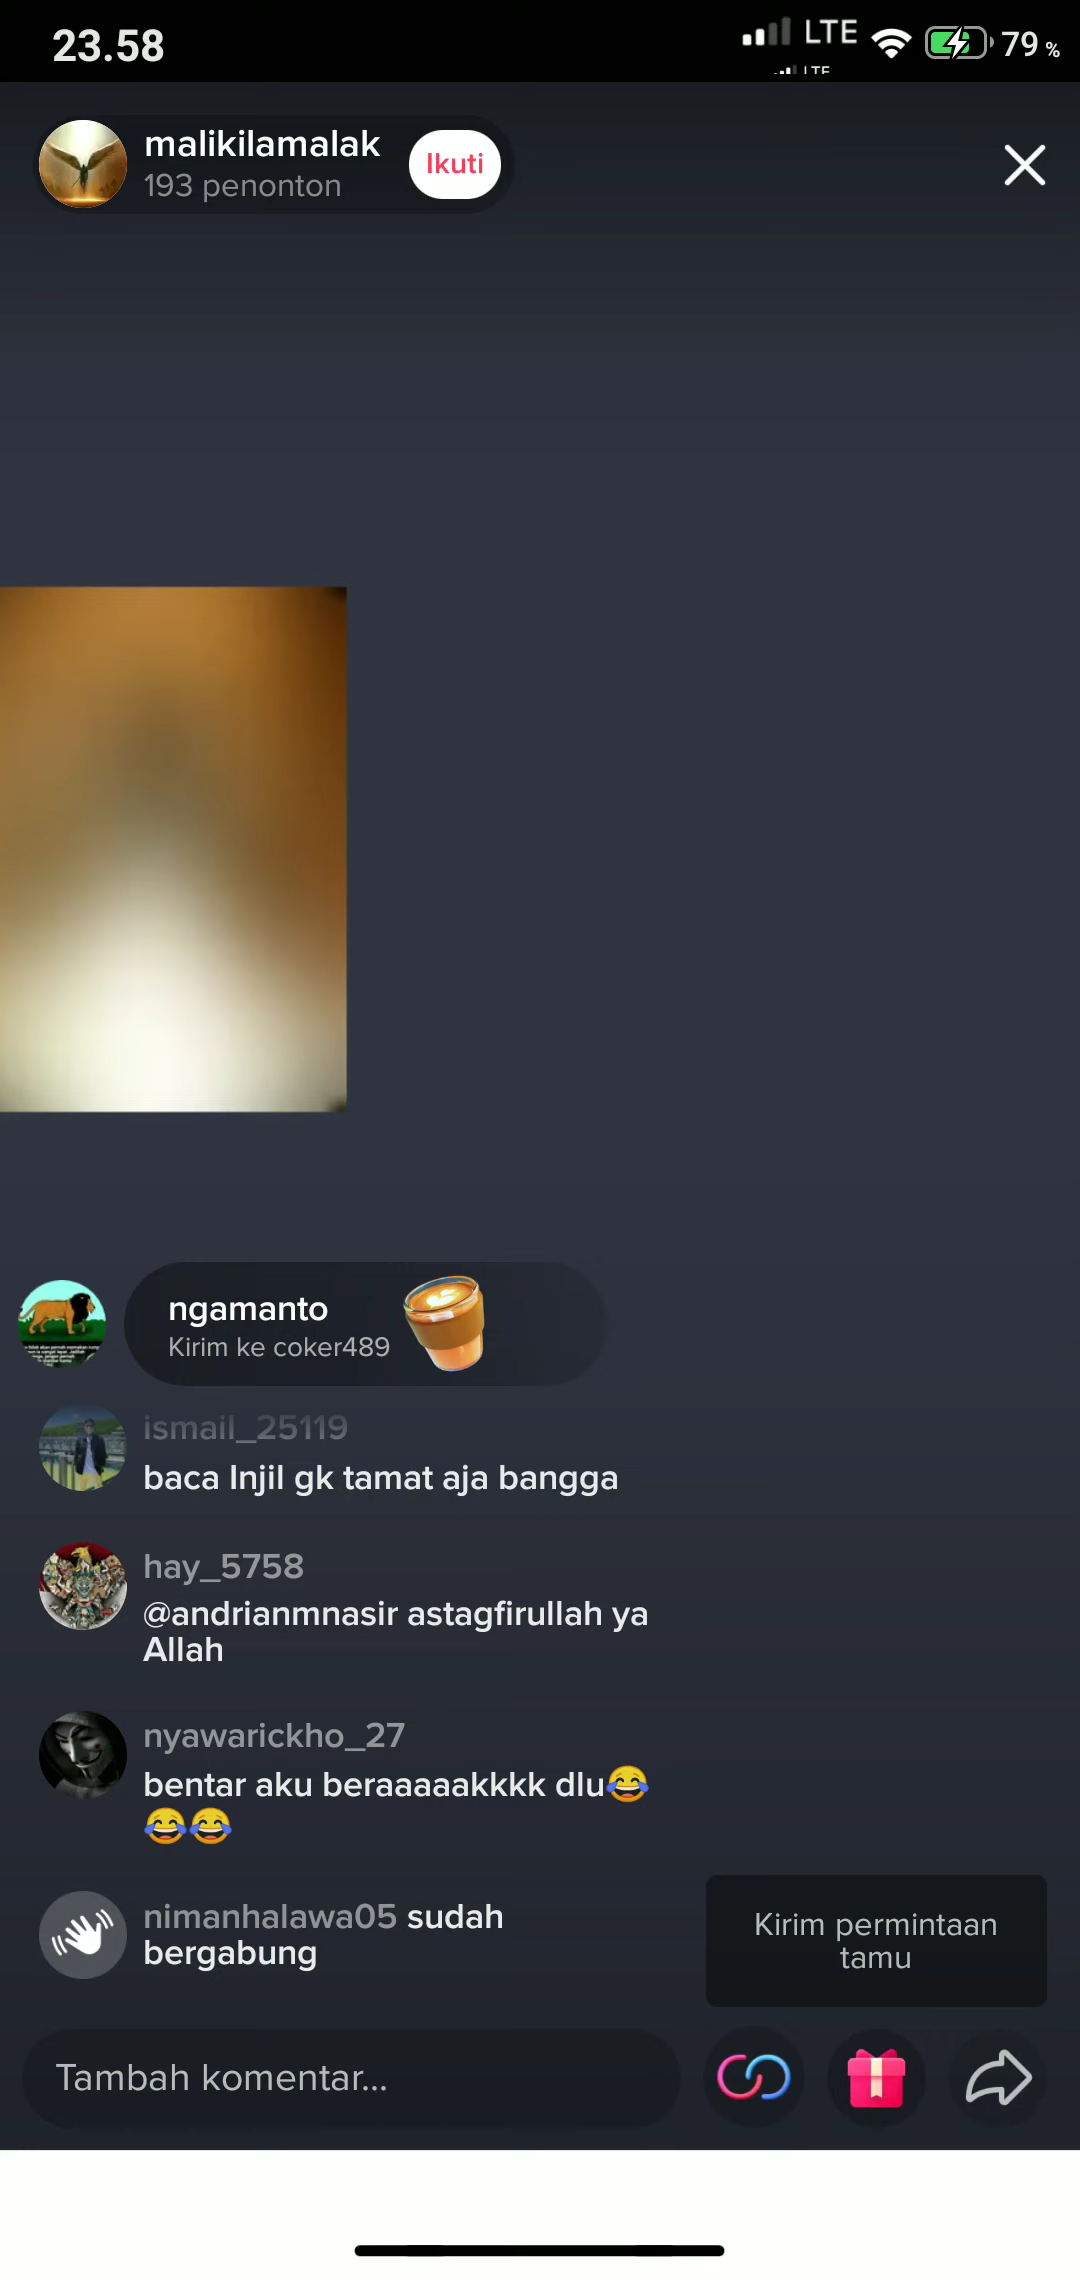 23.58
LTE
LTE
79 %
malikilamalak
193 penonton
Ikuti
ngamanto
Kirim ke coker489
ismail_25119
baca Injil gk tamat aja bangga
hay_5758
@andrianmnasir astagfirullah ya
Allah
nyawarickho_27
bentar aku beraaaaakkkk dlu😂
😂😂
nimanhalawa05 sudah
bergabung
Kirim permintaan
tamu
Tambah komentar...